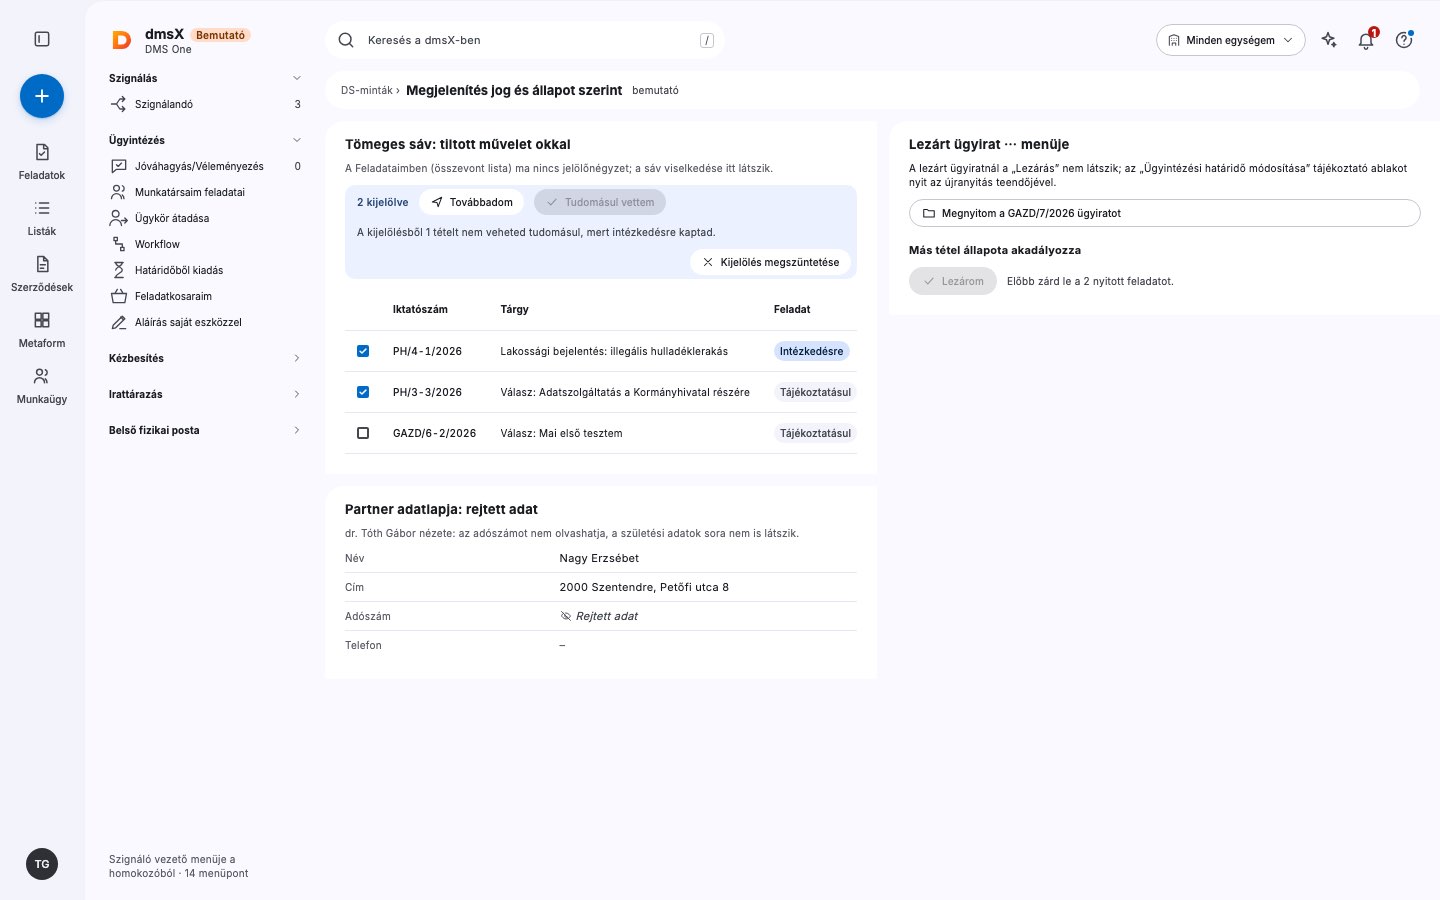 dmsX Bemutató
DMS One
Keresés a dmsX-ben /
Minden egységem
1
Feladatok
Listák
Szerződések
Metaform
Munkaügy
TG
Szignálás
Szignálandó 3
Ügyintézés
Jóváhagyás/Véleményezés 0
Munkatársaim feladatai
Ügykör átadása
Workflow
Határidőből kiadás
Feladatkosaraim
Aláírás saját eszközzel
Kézbesítés
Irattárazás
Belső fizikai posta
Szignáló vezető menüje a
homokozóból · 14 menüpont
DS-minták › Megjelenítés jog és állapot szerint bemutató
Tömeges sáv: tiltott művelet okkal
A Feladataimban (összevont lista) ma nincs jelölőnégyzet; a sáv viselkedése itt látszik.
2 kijelölve Továbbadom Tudomásul vettem
A kijelölésből 1 tételt nem veheted tudomásul, mert intézkedésre kaptad.
Kijelölés megszüntetése
Iktatószám Tárgy Feladat
PH/4-1/2026 Lakossági bejelentés: illegális hulladéklerakás Intézkedésre
PH/3-3/2026 Válasz: Adatszolgáltatás a Kormányhivatal részére Tájékoztatásul
GAZD/6-2/2026 Válasz: Mai első tesztem Tájékoztatásul
Partner adatlapja: rejtett adat
dr. Tóth Gábor nézete: az adószámot nem olvashatja, a születési adatok sora nem is látszik.
Név Nagy Erzsébet
Cím 2000 Szentendre, Petőfi utca 8
Adószám Rejtett adat
Telefon –
Lezárt ügyirat ··· menüje
A lezárt ügyiratnál a „Lezárás” nem látszik; az „Ügyintézési határidő módosítása” tájékoztató ablakot
nyit az újranyitás teendőjével.
Megnyitom a GAZD/7/2026 ügyiratot
Más tétel állapota akadályozza
Lezárom Előbb zárd le a 2 nyitott feladatot.